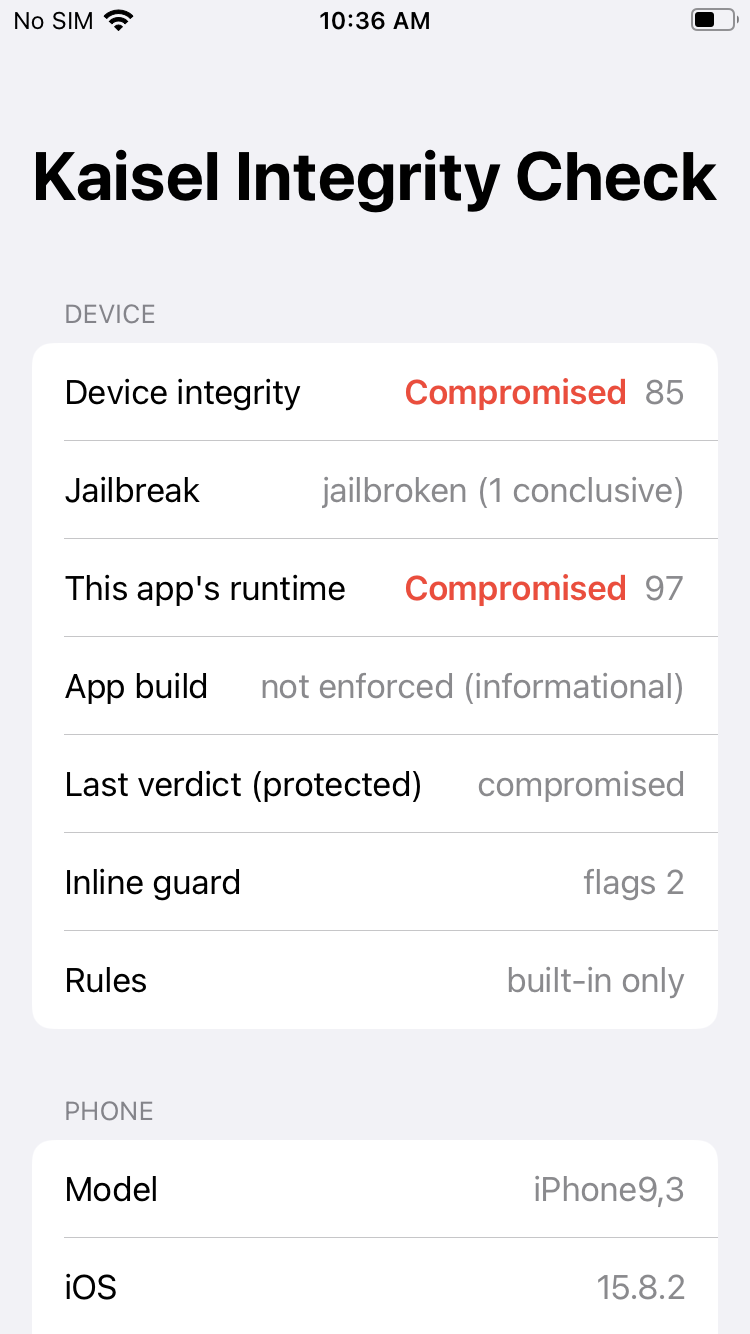 No SIM 10:36 AM
Kaisel Integrity Check
DEVICE
Device integrity Compromised 85
Jailbreak jailbroken (1 conclusive)
This app's runtime Compromised 97
App build not enforced (informational)
Last verdict (protected) compromised
Inline guard flags 2
Rules built-in only
PHONE
Model iPhone9,3
iOS 15.8.2